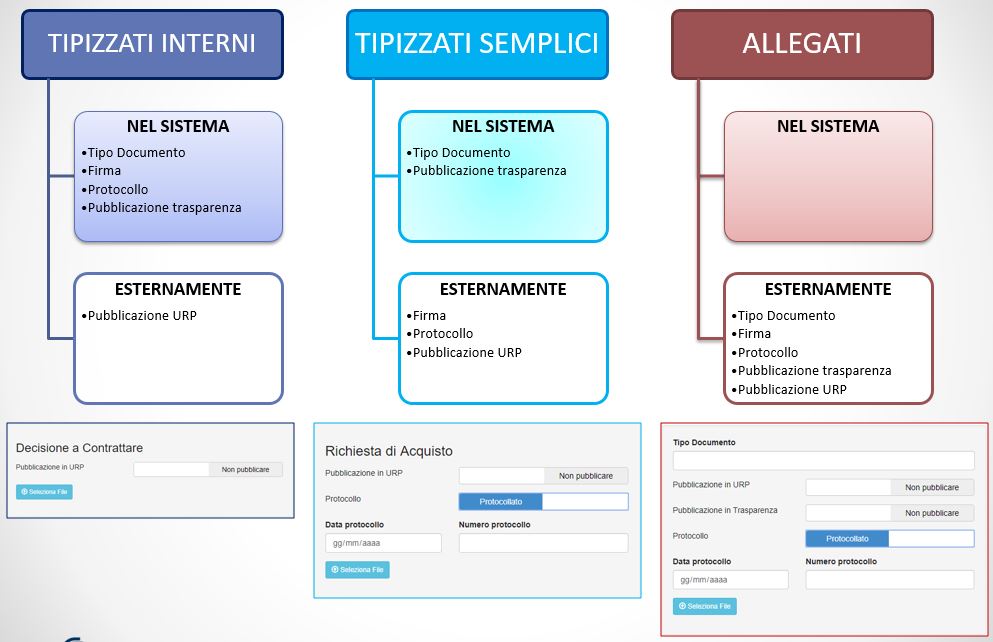 TIPIZZATI INTERNI
NEL SISTEMA
•Tipo Documento
•Firma
•Protocollo
•Pubblicazione trasparenza
ESTERNAMENTE
•Pubblicazione URP
Decisione a Contrattare
Pubblicazione in URP
Non pubblicare
Seleziona File
TIPIZZATI SEMPLICI
NEL SISTEMA
•Tipo Documento
•Pubblicazione trasparenza
ESTERNAMENTE
•Firma
•Protocollo
•Pubblicazione URP
Richiesta di Acquisto
Pubblicazione in URP
Non pubblicare
Protocollo
Protocollato
Data protocollo
Numero protocollo
gg/mm/aaaa
Seleziona File
ALLEGATI
NEL SISTEMA
ESTERNAMENTE
•Tipo Documento
•Firma
•Protocollo
•Pubblicazione trasparenza
•Pubblicazione URP
Tipo Documento
Pubblicazione in URP
Non pubblicare
Pubblicazione in Trasparenza
Non pubblicare
Protocollo
Protocollato
Data protocollo
Numero protocollo
gg/mm/aaaa
Seleziona File